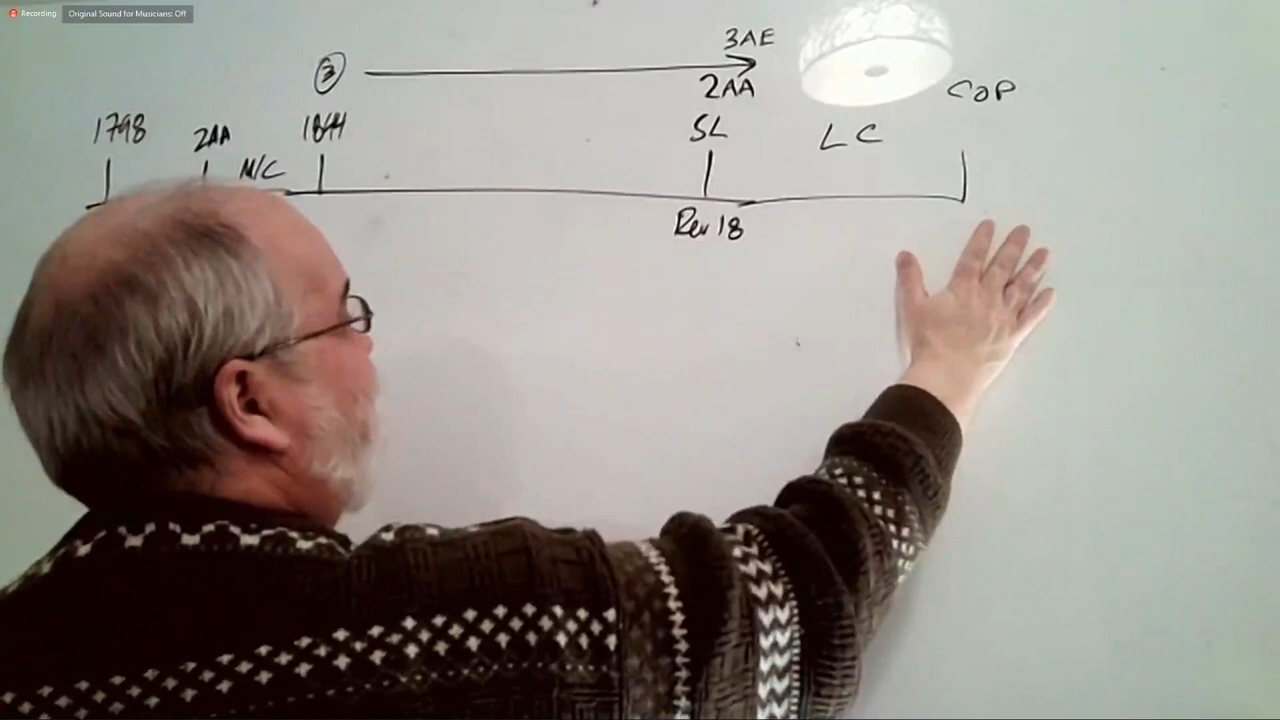 Recording Original Sound for Musicians: Off
3AE
3
2AA
COP
1798 2AA 1844 SL LC
M/C
Rev 18